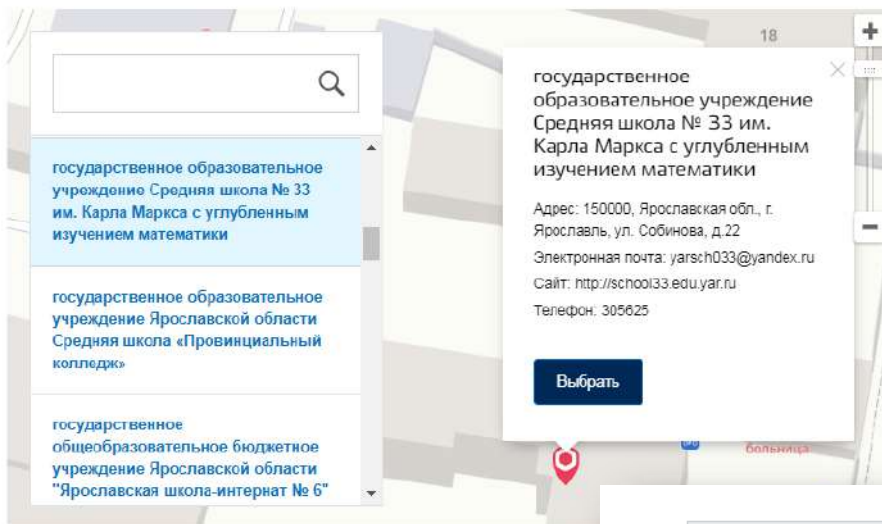 государственное образовательное
учреждение Средняя школа № 33
им. Карла Маркса с углубленным
изучением математики
государственное образовательное
учреждение Ярославской области
Средняя школа «Провинциальный
колледж»
государственное
общеобразовательное бюджетное
учреждение Ярославской области
"Ярославская школа-интернат № 6"
18
государственное
образовательное учреждение
Средняя школа № 33 им.
Карла Маркса с углубленным
изучением математики
Адрес: 150000, Ярославская обл., г.
Ярославль, ул. Собинова, д.22
Электронная почта: yarsch033@yandex.ru
Сайт: http://school33.edu.yar.ru
Телефон: 305625
Выбрать
больница